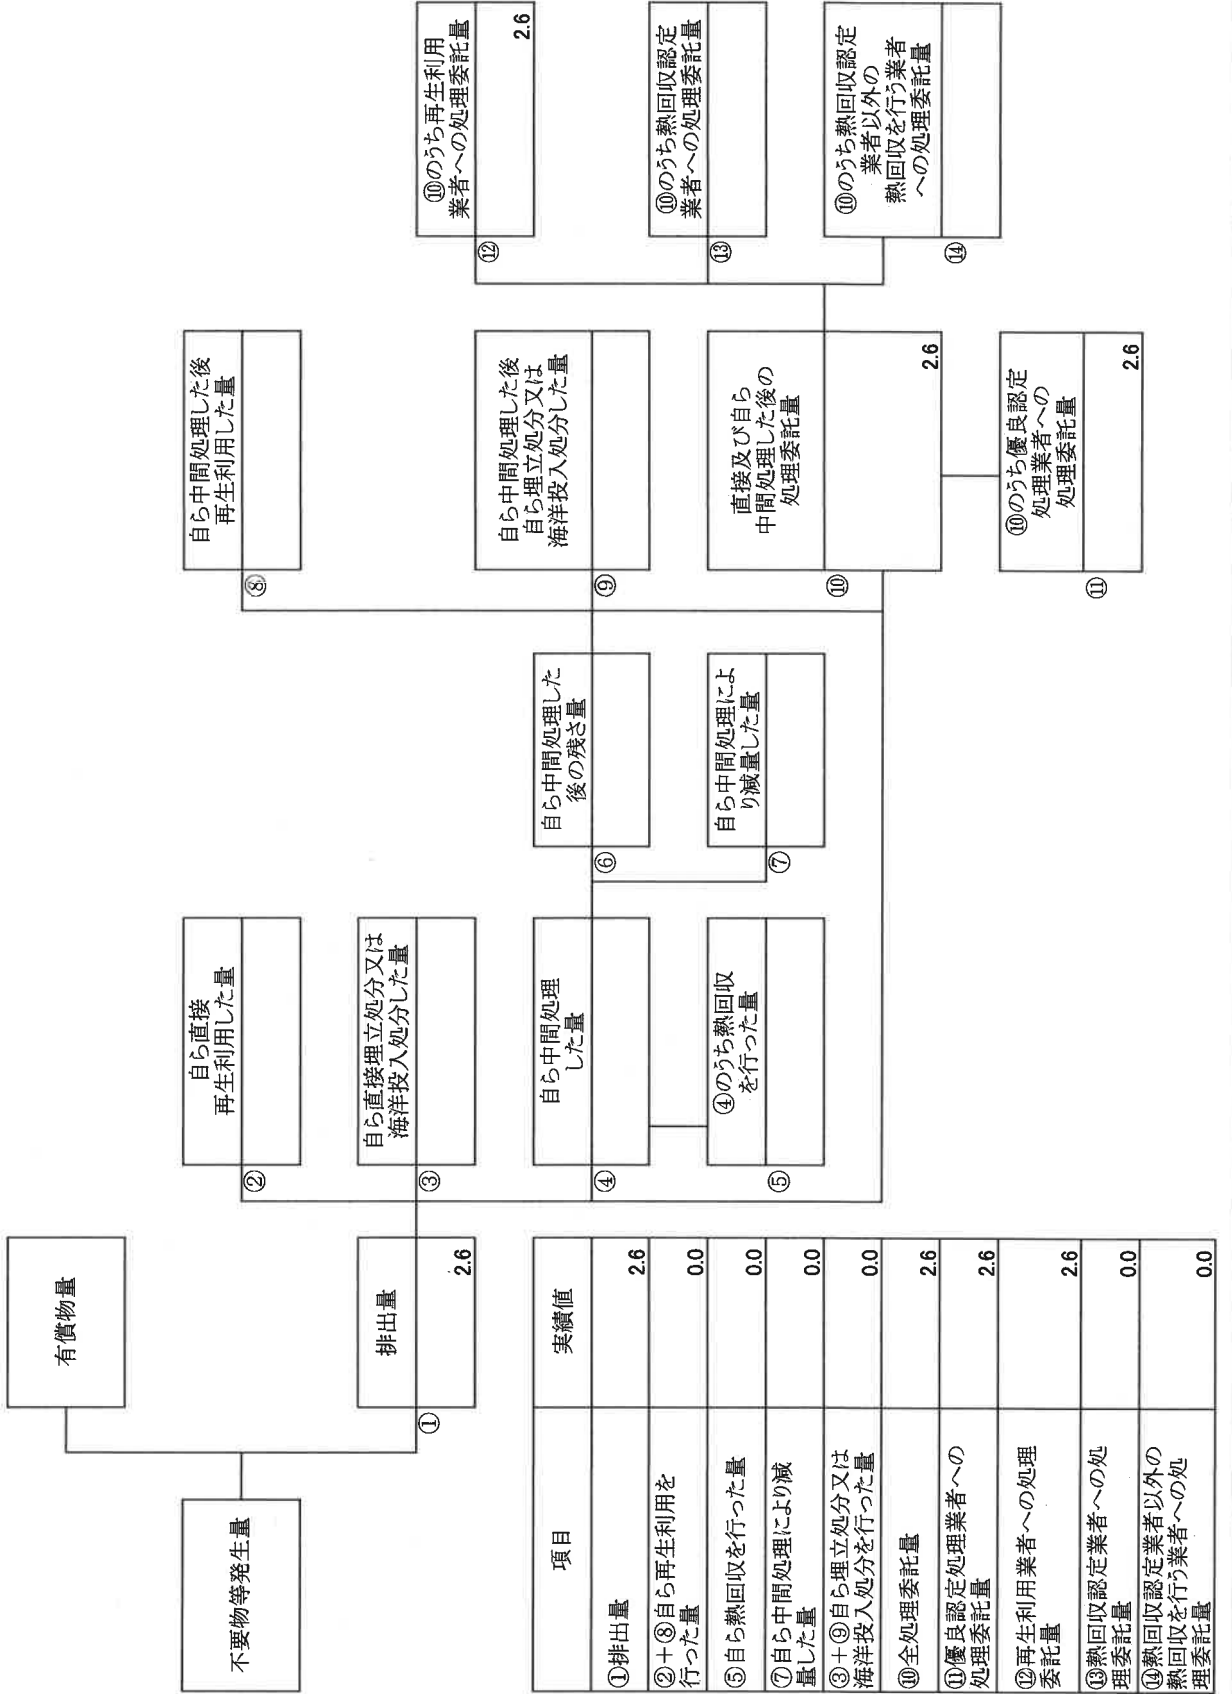 不要物等発生量
有償物量
①
排出量
2.6
②
自ら直接
再生利用した量
③
自ら直接埋立処分又は
海洋投入処分した量
④
自ら中間処理
した量
⑤
④のうち熱回収
を行った量
⑥
自ら中間処理した
後の残さ量
⑦
自ら中間処理によ
り減量した量
⑧
自ら中間処理した後
再生利用した量
⑨
自ら中間処理した後
自ら埋立処分又は
海洋投入処分した量
⑩
直接及び自ら
中間処理した後の
処理委託量
2.6
⑪
⑩のうち優良認定
処理業者への
処理委託量
2.6
⑫
⑩のうち再生利用
業者への処理委託量
2.6
⑬
⑩のうち熱回収認定
業者への処理委託量
⑭
⑩のうち熱回収認定
業者以外の
熱回収を行う業者
への処理委託量
項目 実績値
①排出量 2.6
②+⑧自ら再生利用を
行った量 0.0
⑤自ら熱回収を行った量 0.0
⑦自ら中間処理により減
量した量 0.0
③+⑨自ら埋立処分又は
海洋投入処分を行った量 0.0
⑩全処理委託量 2.6
⑪優良認定処理業者への
処理委託量 2.6
⑫再生利用業者への処理
委託量 2.6
⑬熱回収認定業者への処
理委託量 0.0
⑭熱回収認定業者以外の
熱回収を行う業者への処
理委託量 0.0